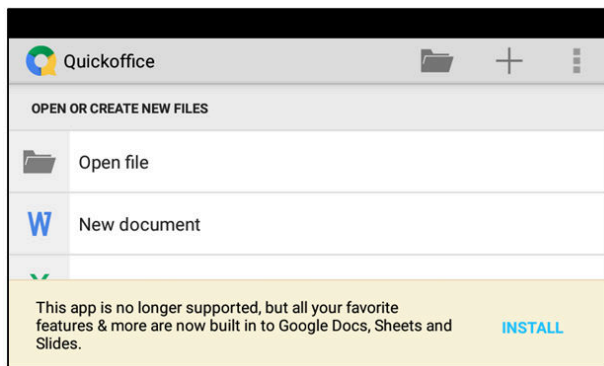 Quickoffice
OPEN OR CREATE NEW FILES
Open file
W New document
This app is no longer supported, but all your favorite
features & more are now built in to Google Docs, Sheets and
Slides.
INSTALL